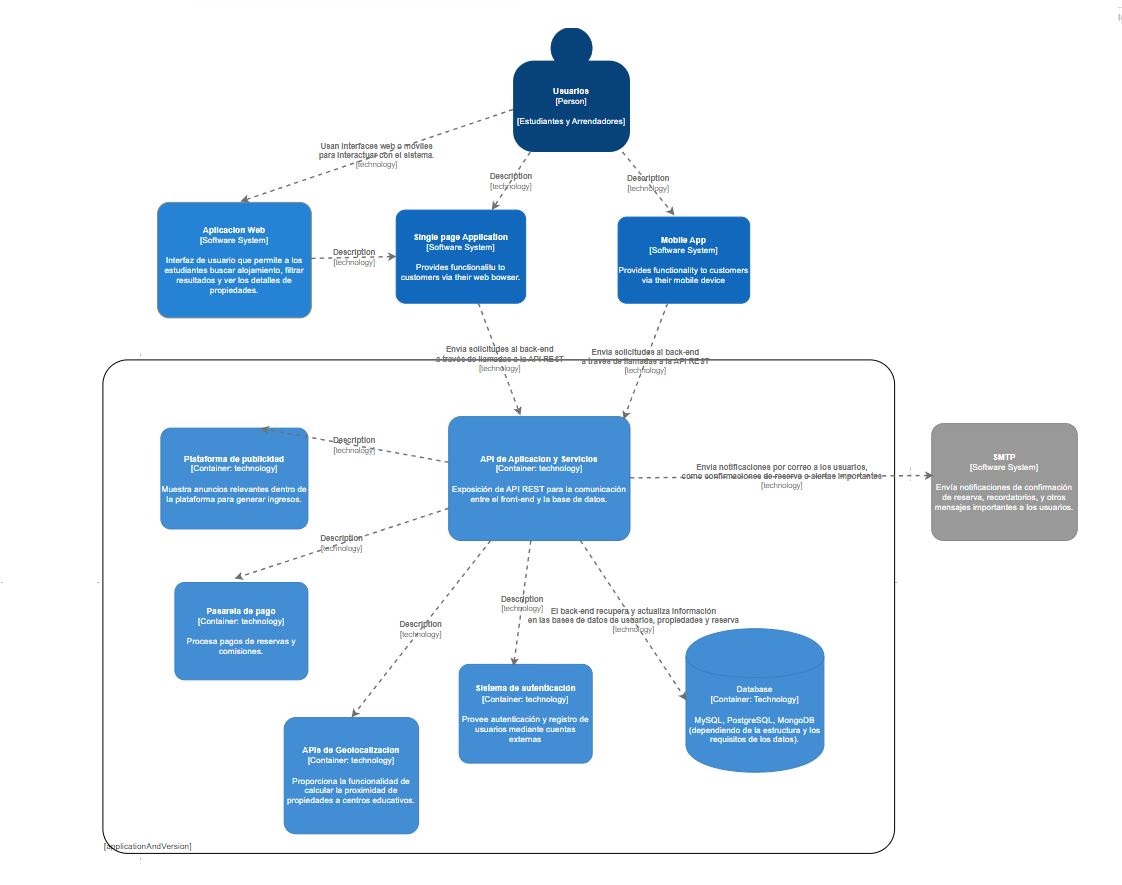 Usuarios
[Person]
[Estudiantes y Arrendadores]
Usan interfaces web o móviles
para interactuar con el sistema.
[technology]
Description
[technology]
Description
[technology]
Aplicacion Web
[Software System]
Interfaz de usuario que permite a los
estudiantes buscar alojamiento, filtrar
resultados y ver los detalles de
propiedades.
Description
[technology]
Single page Application
[Software System]
Provides functionalitu to
customers via their web bowser.
Mobile App
[Software System]
Provides functionality to customers
via their mobile device
Envia solicitudes al back-end
a través de llamadas a la API REST
[technology]
Envia solicitudes al back-end
a través de llamadas a la API REST
[technology]
Plataforma de publicidad
[Container: technology]
Muestra anuncios relevantes dentro de
la plataforma para generar ingresos.
Description
[technology]
API de Aplicacion y Servicios
[Container: technology]
Exposición de API REST para la comunicación
entre el front-end y la base de datos.
Envia notificaciones por correo a los usuarios,
como confirmaciones de reserva o alertas importantes
[technology]
SMTP
[Software System]
Envía notificaciones de confirmación
de reserva, recordatorios, y otros
mensajes importantes a los usuarios.
Description
[technology]
Pasarela de pago
[Container: technology]
Procesa pagos de reservas y
comisiones.
Description
[technology]
Description
[technology]
El back-end recupera y actualiza información
en las bases de datos de usuarios, propiedades y reserva
[technology]
APIs de Geolocalizacion
[Container: technology]
Proporciona la funcionalidad de
calcular la proximidad de
propiedades a centros educativos.
Sistema de autenticación
[Container: technology]
Provee autenticación y registro de
usuarios mediante cuentas
externas
Database
[Container: Technology]
MySQL, PostgreSQL, MongoDB
(dependiendo de la estructura y los
requisitos de los datos).
[applicationAndVersion]